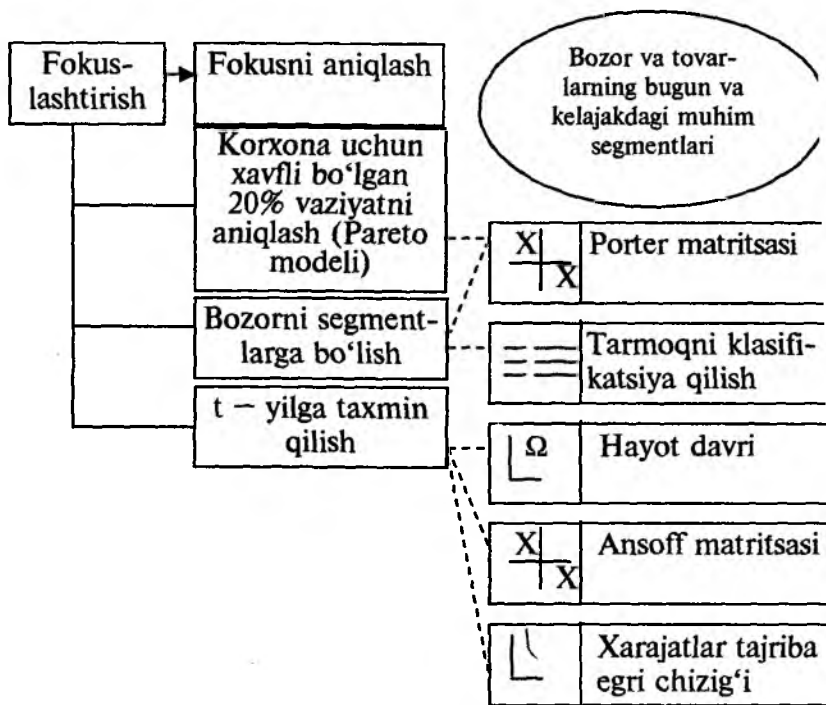 Fokus-
lashtirish
Fokusni aniqlash
Bozor va tovar-
larning bugun va
kelajakdagi muhim
segmentlari
Korxona uchun
xavfli bo‘lgan
20% vaziyatni
aniqlash (Pareto
modeli)
Bozorni segment-
larga bo‘lish
t — yilga taxmin
qilish
X
X
Porter matritsasi
Tarmoqni klasifi-
katsiya qilish
Ω
Hayot davri
X
X
Ansoff matritsasi
Xarajatlar tajriba
egri chizig‘i